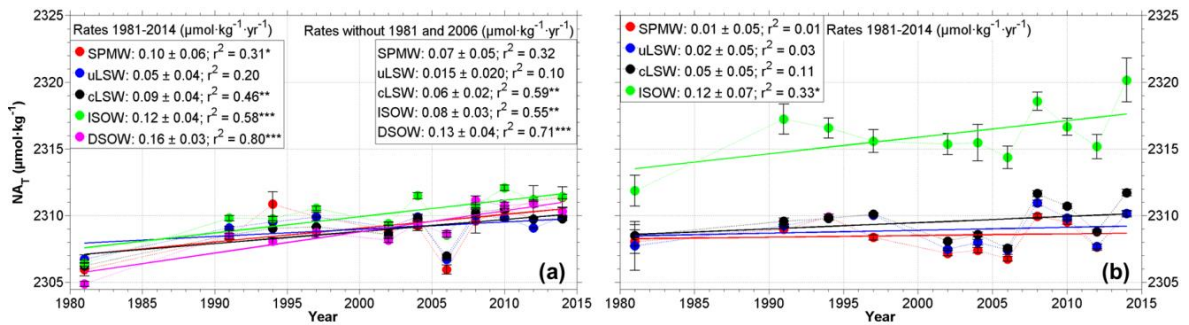 Rates 1981-2014 (µmol·kg⁻¹·yr⁻¹)
SPMW: 0.10 ± 0.06; r² = 0.31*
uLSW: 0.05 ± 0.04; r² = 0.20
cLSW: 0.09 ± 0.04; r² = 0.46**
ISOW: 0.12 ± 0.04; r² = 0.58***
DSOW: 0.16 ± 0.03; r² = 0.80***
Rates without 1981 and 2006 (µmol·kg⁻¹·yr⁻¹)
SPMW: 0.07 ± 0.05; r² = 0.32
uLSW: 0.015 ± 0.020; r² = 0.10
cLSW: 0.06 ± 0.02; r² = 0.59**
ISOW: 0.08 ± 0.03; r² = 0.55**
DSOW: 0.13 ± 0.04; r² = 0.71***
NA_T (µmol·kg⁻¹)
2325
2320
2315
2310
2305
1980 1985 1990 1995 2000 2005 2010 2015
Year
(a)
SPMW: 0.01 ± 0.05; r² = 0.01
uLSW: 0.02 ± 0.05; r² = 0.03
cLSW: 0.05 ± 0.05; r² = 0.11
ISOW: 0.12 ± 0.07; r² = 0.33*
Rates 1981-2014 (µmol·kg⁻¹·yr⁻¹)
2325
2320
2315
2310
2305
1980 1985 1990 1995 2000 2005 2010 2015
Year
(b)